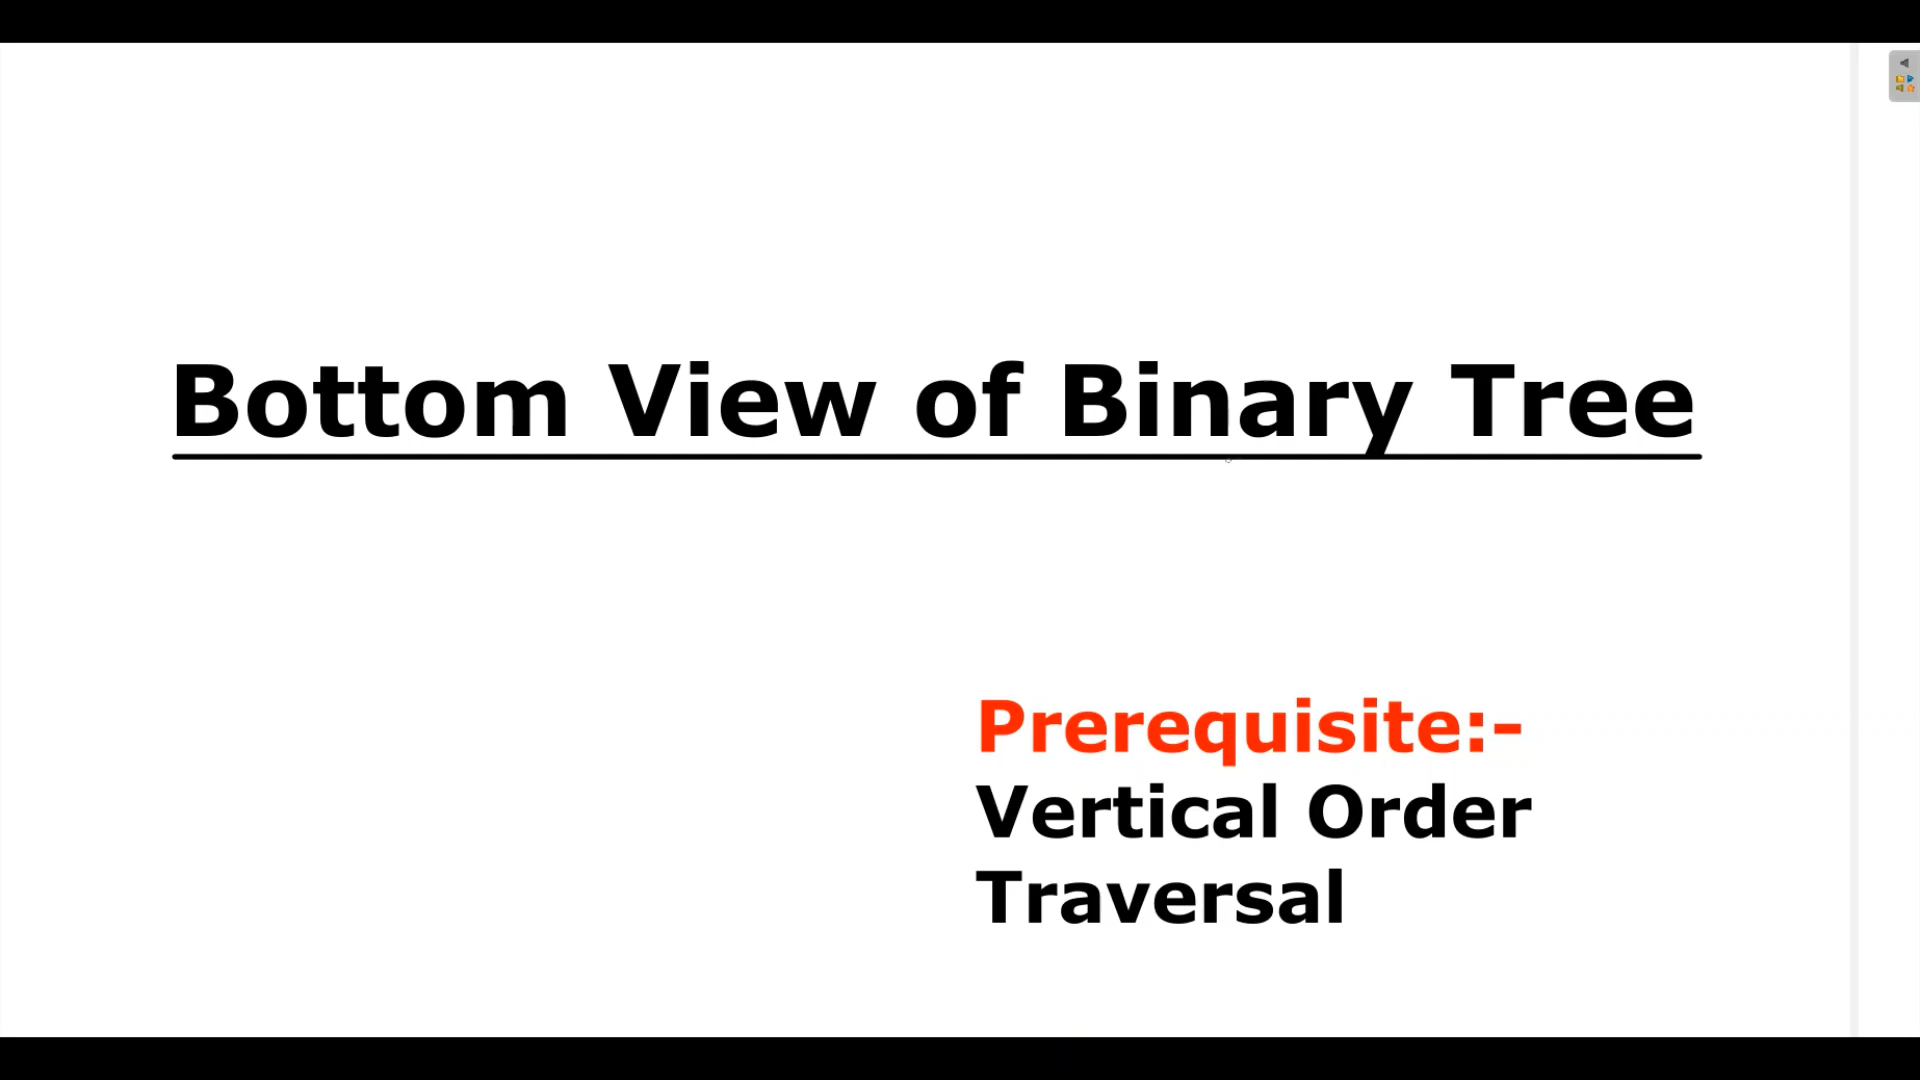 Bottom View of Binary Tree
Prerequisite:-
Vertical Order
Traversal